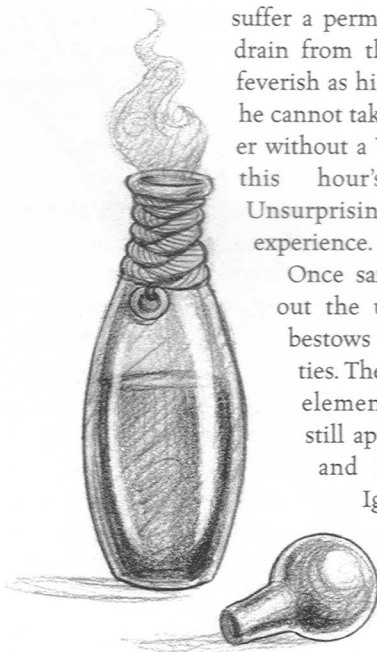 suffer a perm
drain from th
feverish as hi
he cannot tak
er without a
this hour's
Unsurprisin
experience.
Once sa
out the
bestows
ties. The
elemen
still ap
and
Ig